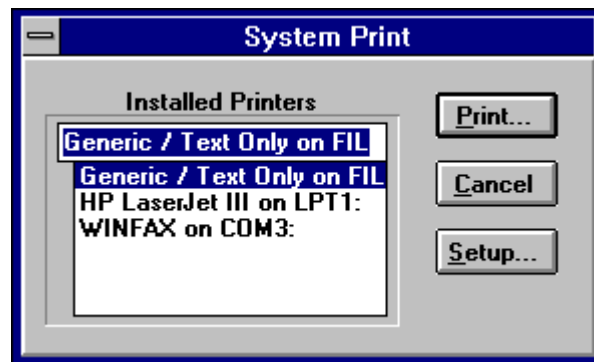 System Print
Installed Printers
Generic / Text Only on FIL
Generic / Text Only on FIL
HP LaserJet III on LPT1:
WINFAX on COM3:
Print...
Cancel
Setup...